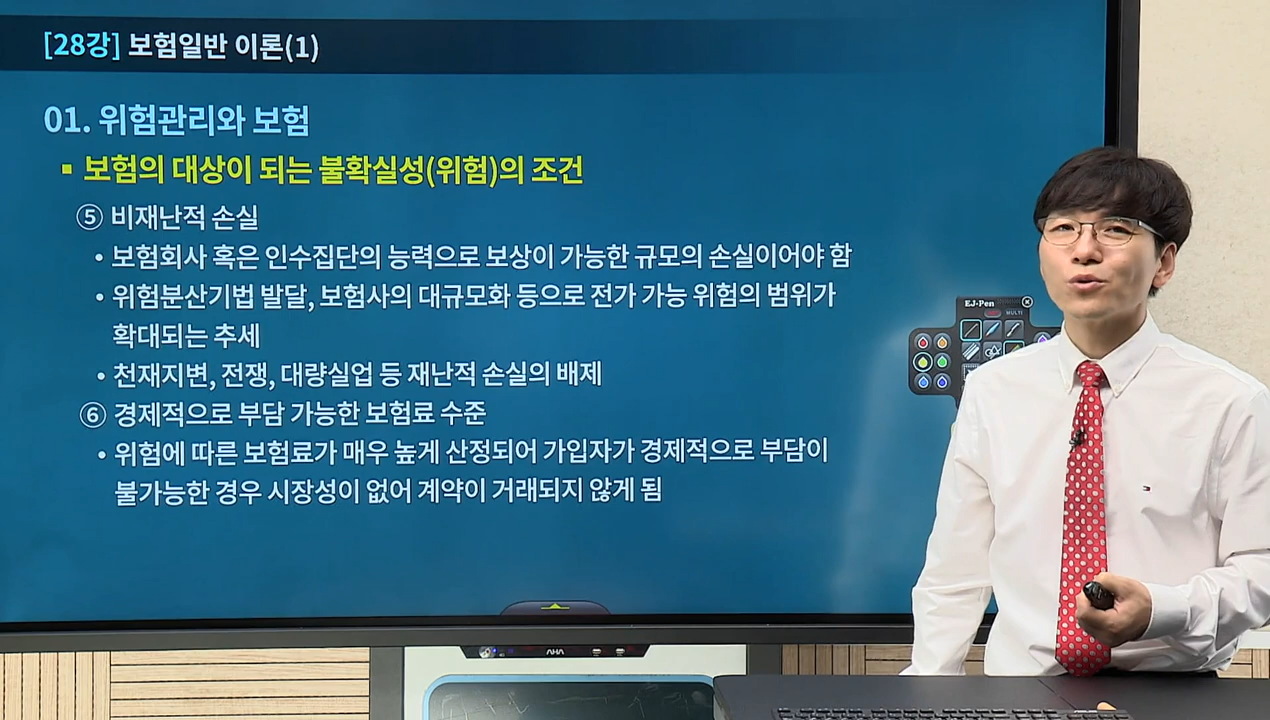 [28강] 보험일반 이론(1)
01. 위험관리와 보험
▪ 보험의 대상이 되는 불확실성(위험)의 조건
⑤ 비재난적 손실
• 보험회사 혹은 인수집단의 능력으로 보상이 가능한 규모의 손실이어야 함
• 위험분산기법 발달, 보험사의 대규모화 등으로 전가 가능 위험의 범위가
확대되는 추세
• 천재지변, 전쟁, 대량실업 등 재난적 손실의 배제
⑥ 경제적으로 부담 가능한 보험료 수준
• 위험에 따른 보험료가 매우 높게 산정되어 가입자가 경제적으로 부담이
불가능한 경우 시장성이 없어 계약이 거래되지 않게 됨
EJ-Pen
MULTI
AHA